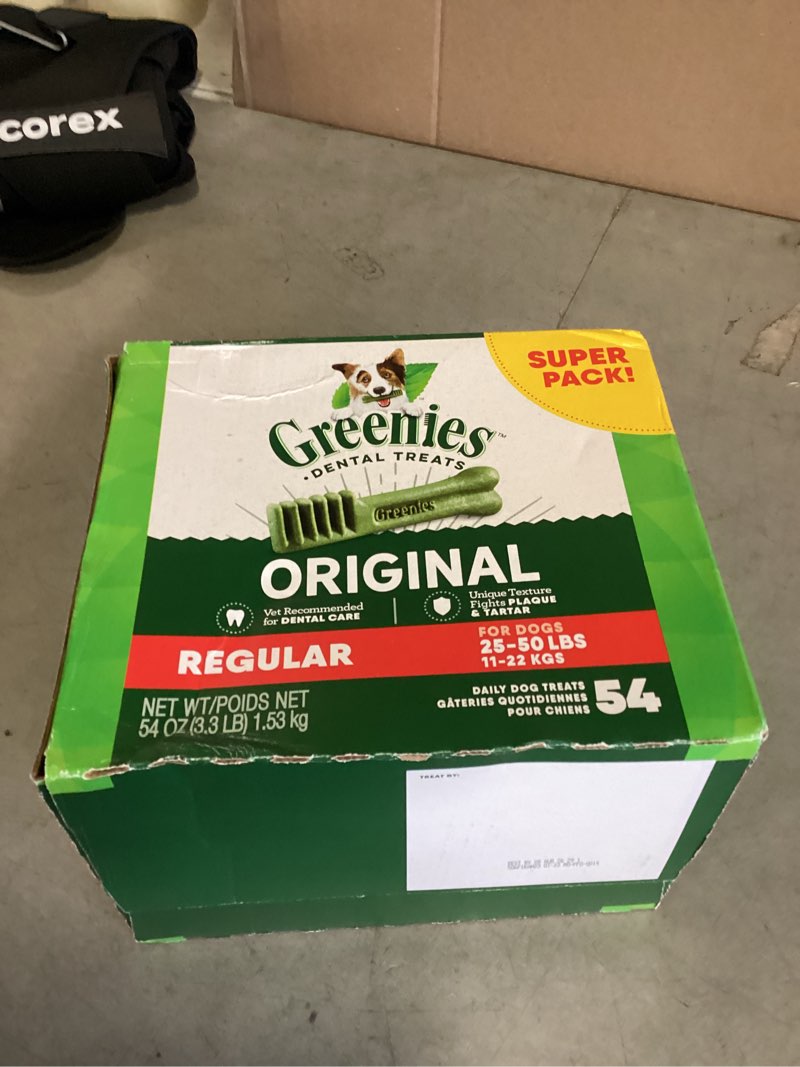 corex
SUPER
PACK!
Greenies™
• DENTAL TREATS
Greenies
ORIGINAL
Vet Recommended
for DENTAL CARE
Unique Texture
Fights PLAQUE
& TARTAR
REGULAR
FOR DOGS
25-50 LBS
11-22 KGS
NET WT/POIDS NET
54 OZ (3.3 LB) 1.53 kg
DAILY DOG TREATS
GÂTERIES QUOTIDIENNES
POUR CHIENS
54
TREAT BY: